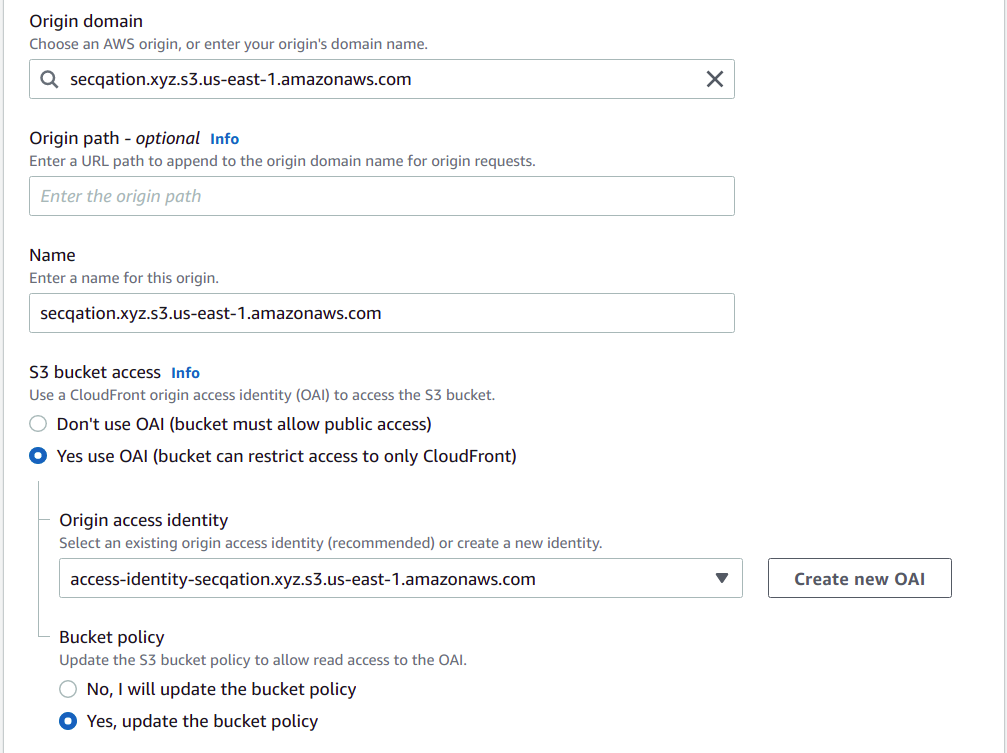 Origin domain
Choose an AWS origin, or enter your origin's domain name.
secqation.xyz.s3.us-east-1.amazonaws.com
Origin path - optional Info
Enter a URL path to append to the origin domain name for origin requests.
Enter the origin path
Name
Enter a name for this origin.
secqation.xyz.s3.us-east-1.amazonaws.com
S3 bucket access Info
Use a CloudFront origin access identity (OAI) to access the S3 bucket.
Don't use OAI (bucket must allow public access)
Yes use OAI (bucket can restrict access to only CloudFront)
Origin access identity
Select an existing origin access identity (recommended) or create a new identity.
access-identity-secqation.xyz.s3.us-east-1.amazonaws.com Create new OAI
Bucket policy
Update the S3 bucket policy to allow read access to the OAI.
No, I will update the bucket policy
Yes, update the bucket policy